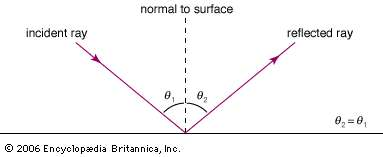 normal to surface
incident ray
reflected ray
θ1
θ2
θ2 = θ1
© 2006 Encyclopædia Britannica, Inc.